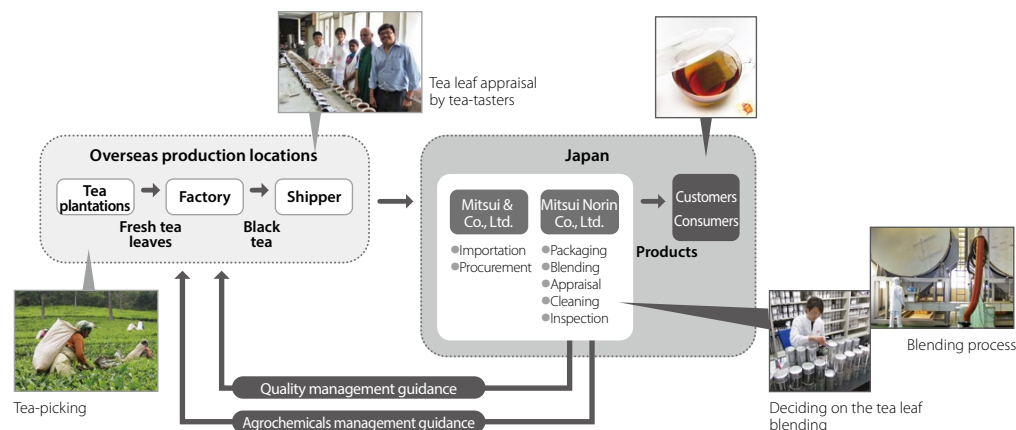 Tea leaf appraisal
by tea-tasters
Overseas production locations
Tea
plantations
Factory
Shipper
Fresh tea
leaves
Black
tea
Japan
Mitsui &
Co., Ltd.
●Importation
●Procurement
Mitsui Norin
Co., Ltd.
●Packaging
●Blending
●Appraisal
●Cleaning
●Inspection
Products
Customers
Consumers
Blending process
Deciding on the tea leaf
blending
Tea-picking
Quality management guidance
Agrochemicals management guidance